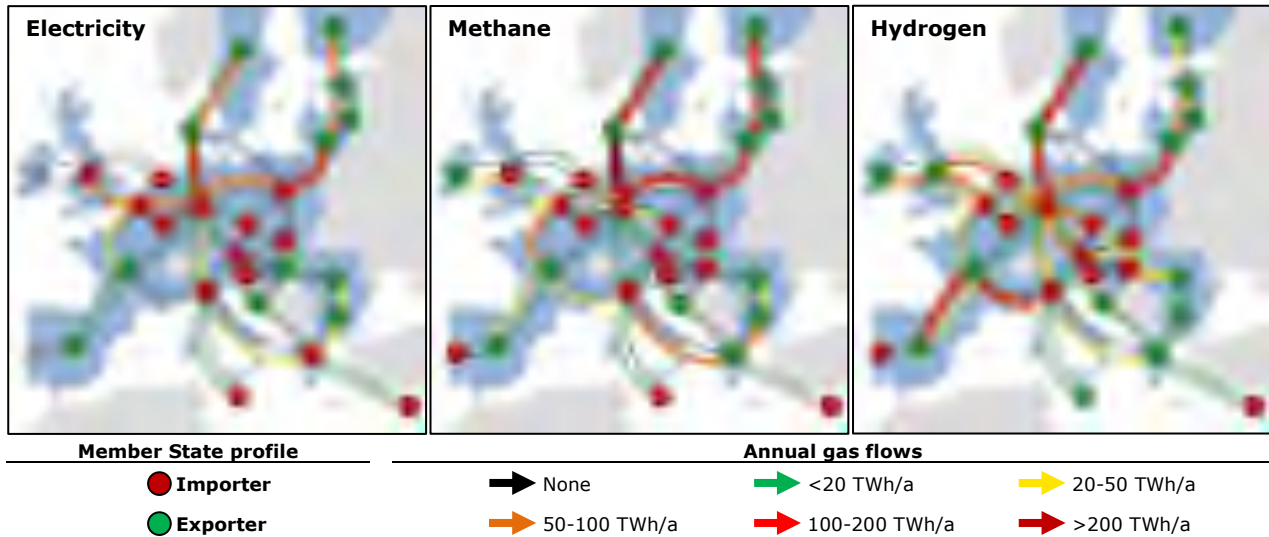 Electricity Methane Hydrogen
Member State profile Annual gas flows
Importer None <20 TWh/a 20-50 TWh/a
Exporter 50-100 TWh/a 100-200 TWh/a >200 TWh/a